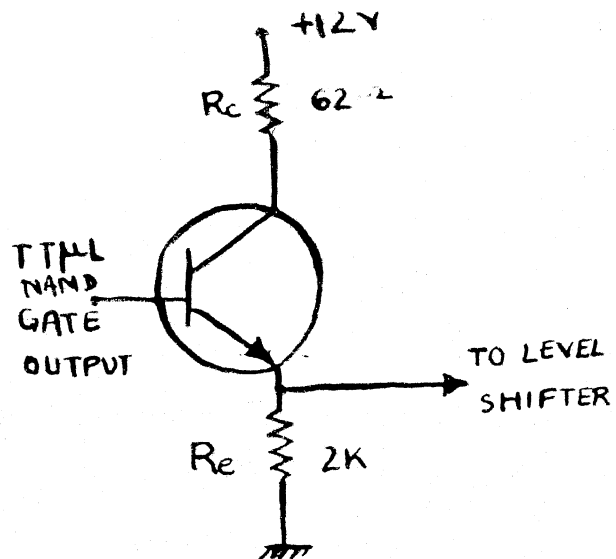 +12V
Rc 62
TTµL
NAND
GATE
OUTPUT
TO LEVEL
SHIFTER
Re 2K